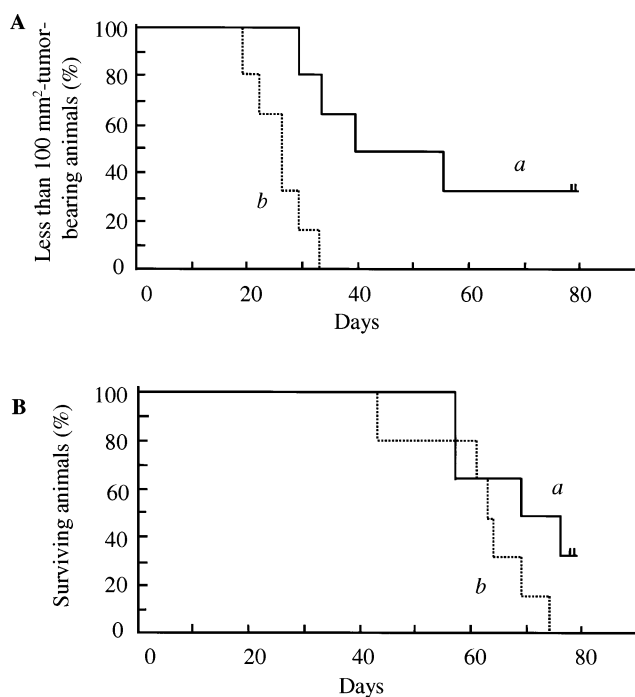 A
Less than 100 mm²-tumor-
bearing animals (%)
100
80
60
40
20
0
a
b
0 20 40 60 80
Days
B
Surviving animals (%)
100
80
60
40
20
0
a
b
0 20 40 60 80
Days